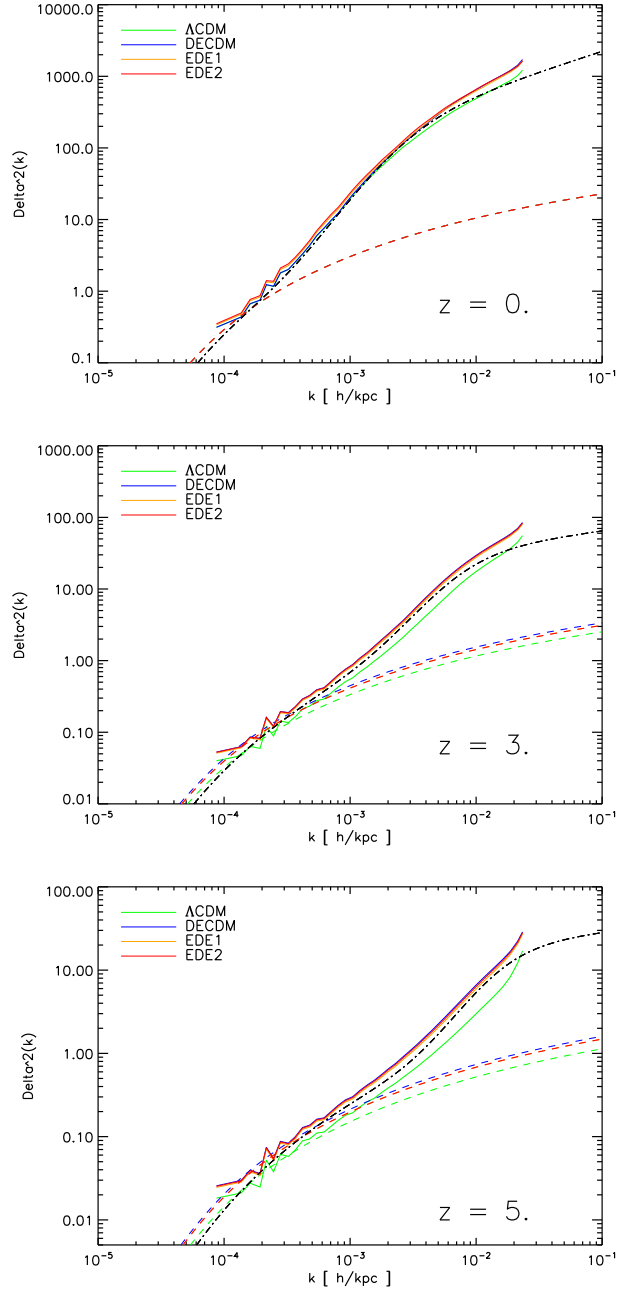 10000.0
1000.0
100.0
10.0
1.0
0.1
Delta^2(k)
ΛCDM
DECDM
EDE1
EDE2
z = 0.
10^-5 10^-4 10^-3 10^-2 10^-1
k [ h/kpc]
1000.00
100.00
10.00
1.00
0.10
0.01
Delta^2(k)
ΛCDM
DECDM
EDE1
EDE2
z = 3.
10^-5 10^-4 10^-3 10^-2 10^-1
k [ h/kpc]
100.00
10.00
1.00
0.10
0.01
Delta^2(k)
ΛCDM
DECDM
EDE1
EDE2
z = 5.
10^-5 10^-4 10^-3 10^-2 10^-1
k [ h/kpc]